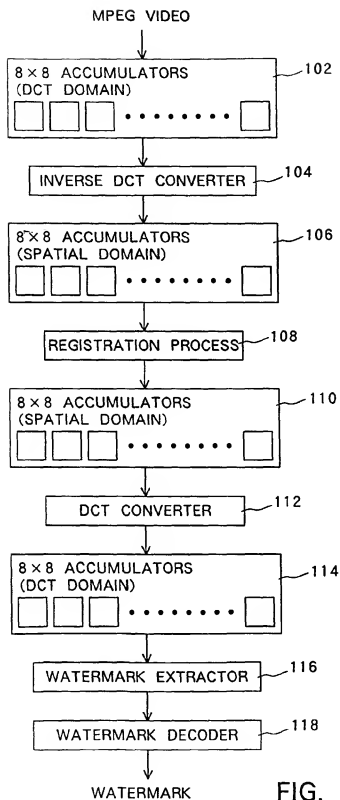 MPEG VIDEO
8 × 8 ACCUMULATORS
(DCT DOMAIN)
102
INVERSE DCT CONVERTER
104
8 × 8 ACCUMULATORS
(SPATIAL DOMAIN)
106
REGISTRATION PROCESS
108
8 × 8 ACCUMULATORS
(SPATIAL DOMAIN)
110
DCT CONVERTER
112
8 × 8 ACCUMULATORS
(DCT DOMAIN)
114
WATERMARK EXTRACTOR
116
WATERMARK DECODER
118
WATERMARK
FIG.